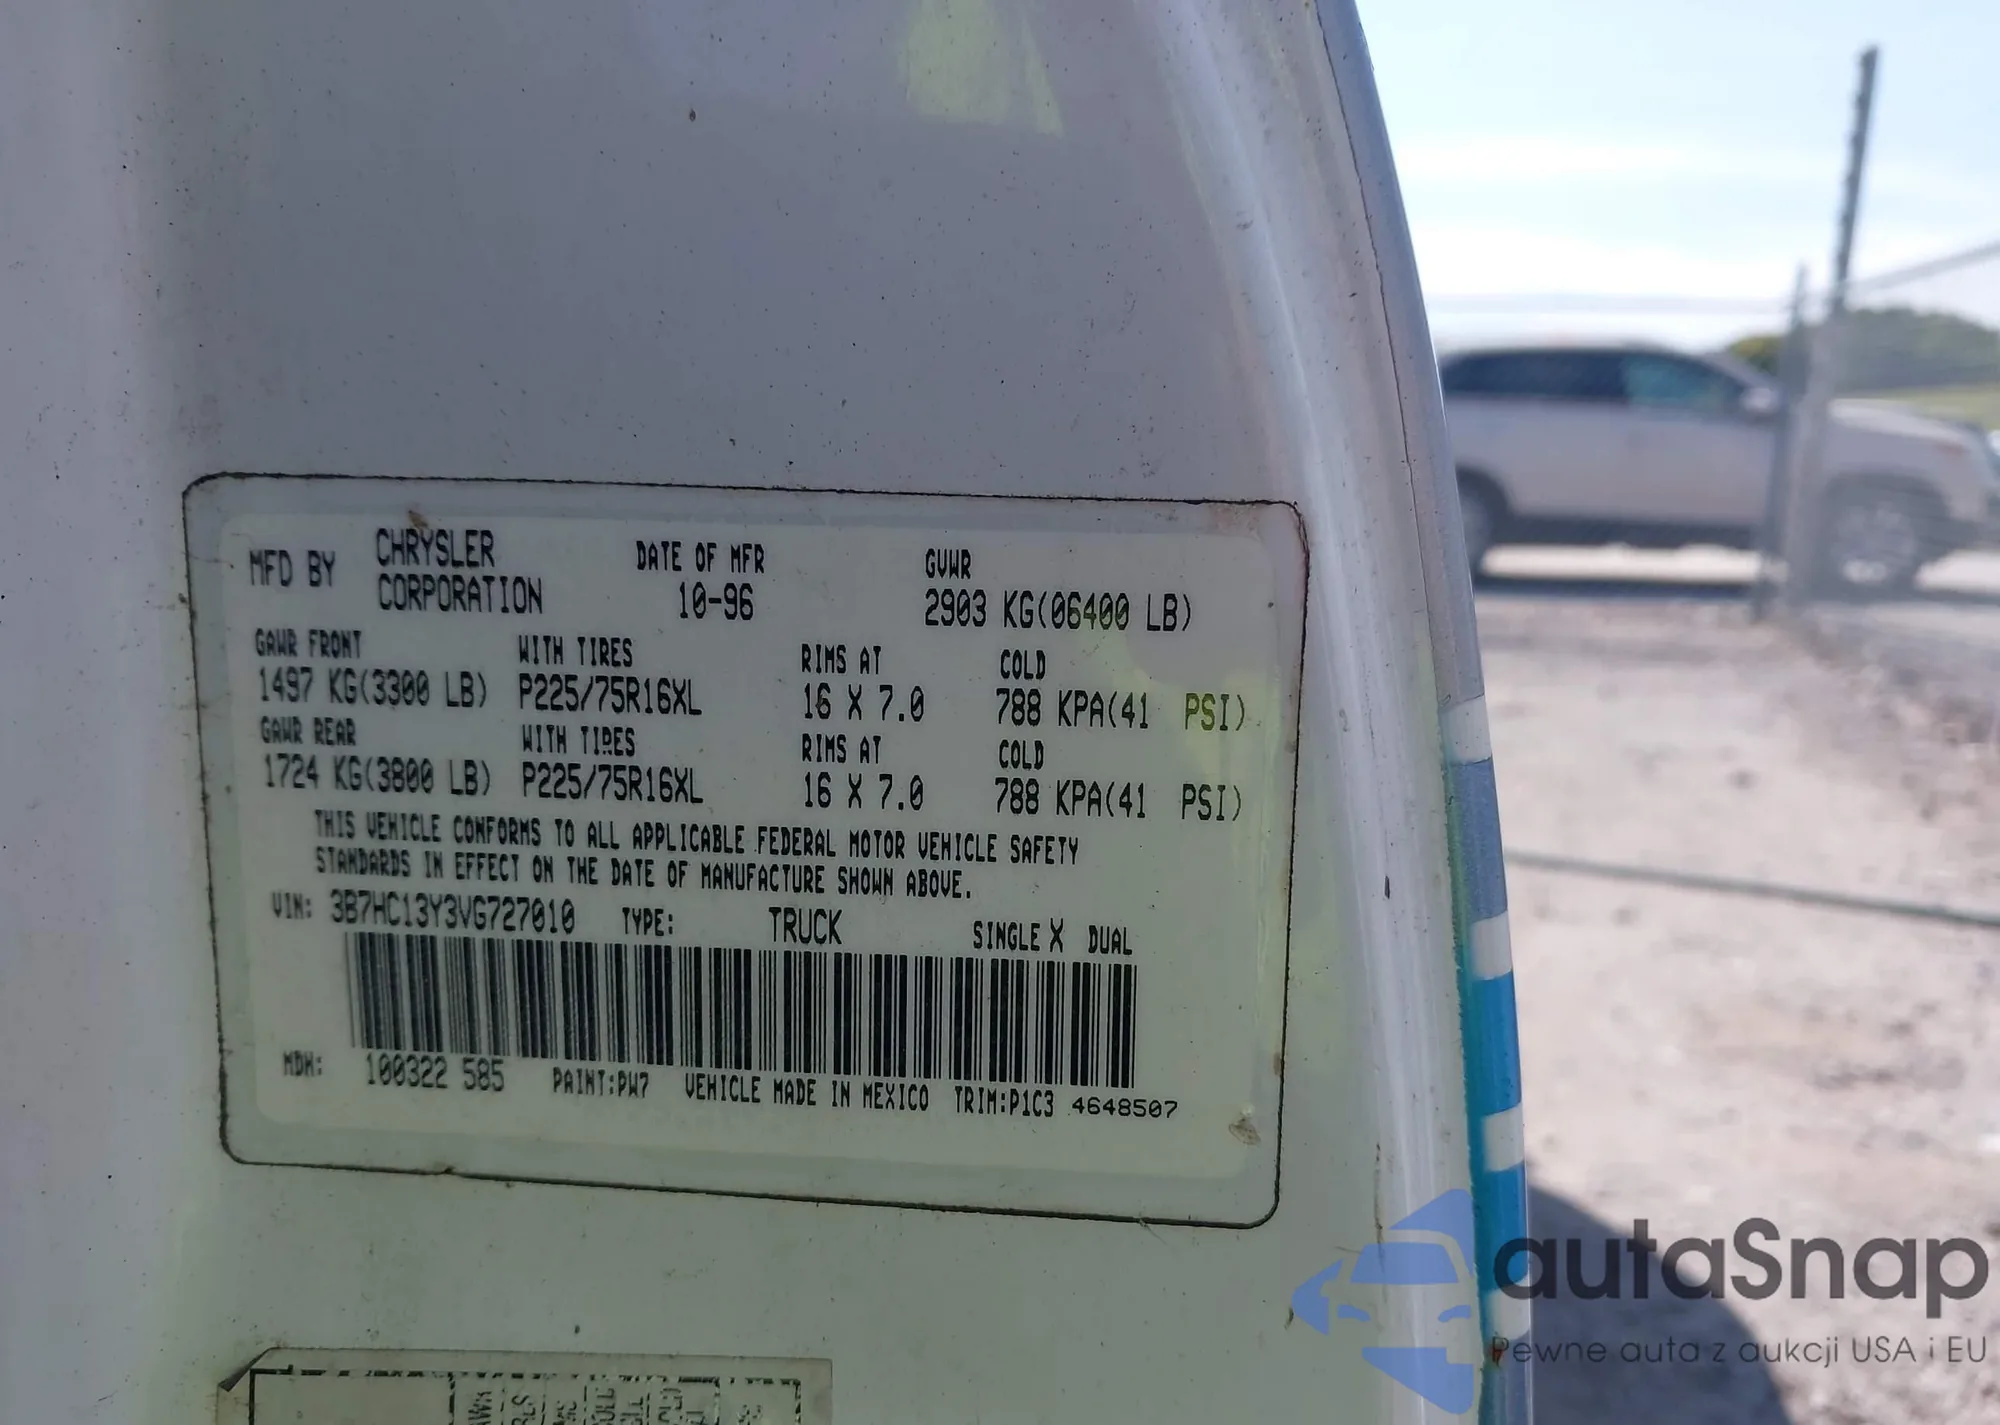 MFD BY CHRYSLER CORPORATION DATE OF MFR 10-96 GVWR 2903 KG(06400 LB)
GAWR FRONT WITH TIRES RIMS AT COLD
1497 KG(3300 LB) P225/75R16XL 16 X 7.0 788 KPA(41 PSI)
GAWR REAR WITH TIRES RIMS AT COLD
1724 KG(3800 LB) P225/75R16XL 16 X 7.0 788 KPA(41 PSI)
THIS VEHICLE CONFORMS TO ALL APPLICABLE FEDERAL MOTOR VEHICLE SAFETY
STANDARDS IN EFFECT ON THE DATE OF MANUFACTURE SHOWN ABOVE.
VIN: 3B7HC13Y3VG727010 TYPE: TRUCK SINGLE X DUAL
MDH: 100322 585 PAINT:PW7 VEHICLE MADE IN MEXICO TRIM:P1C3 4648507
autaSnap
Pewne auta z aukcji USA i EU